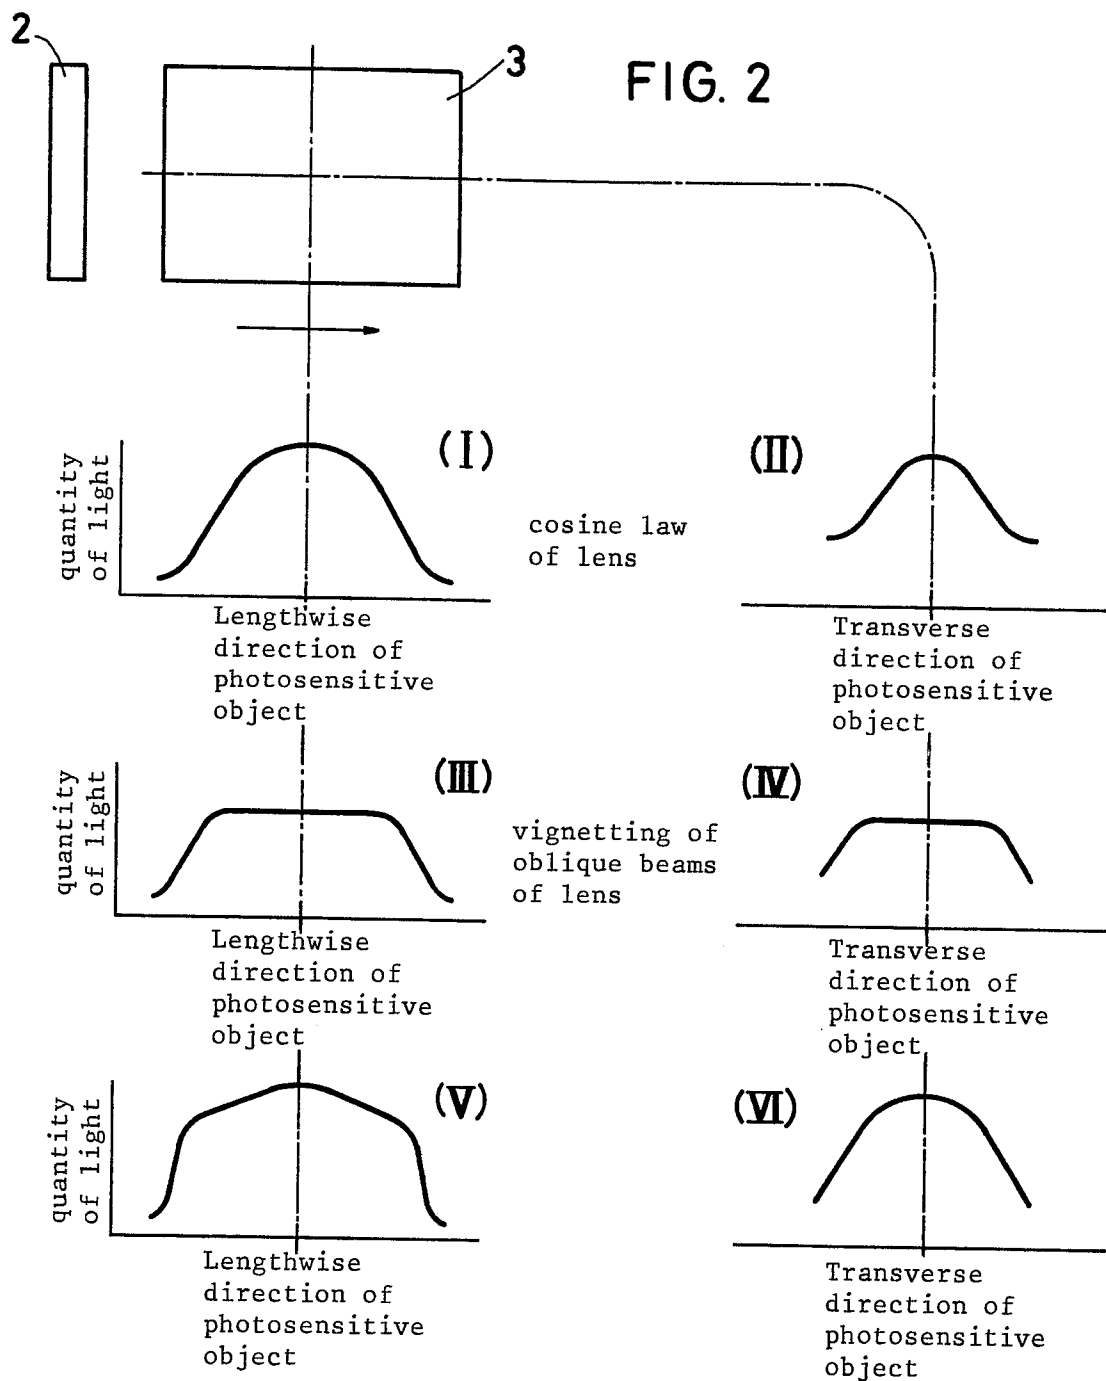 2
3
FIG. 2
(I)
(II)
quantity
of light
cosine law
of lens
Lengthwise
direction of
photosensitive
object
Transverse
direction of
photosensitive
object
(III)
(IV)
quantity
of light
vignetting of
oblique beams
of lens
Lengthwise
direction of
photosensitive
object
Transverse
direction of
photosensitive
object
(V)
(VI)
quantity
of light
Lengthwise
direction of
photosensitive
object
Transverse
direction of
photosensitive
object